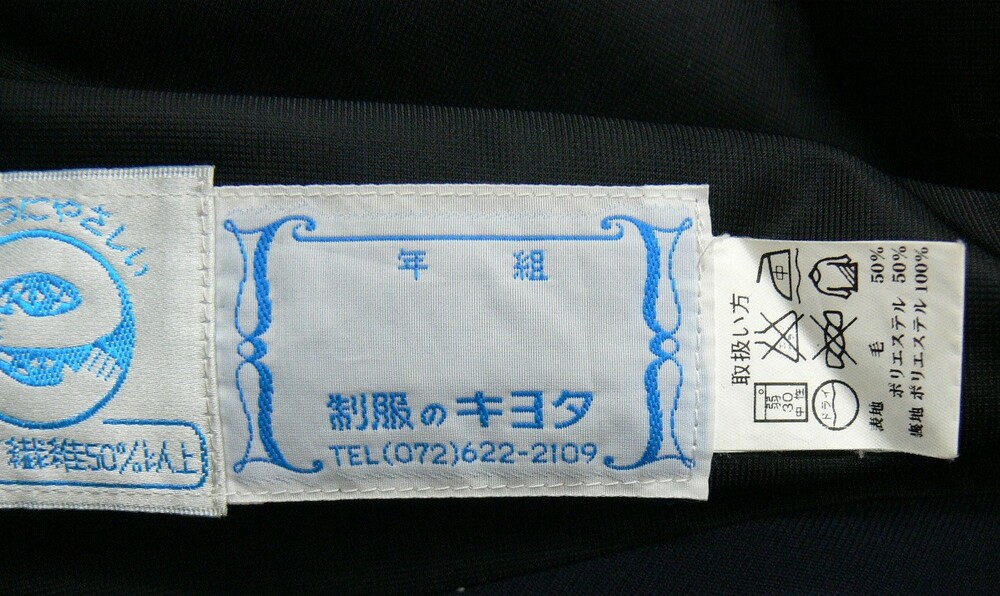 うにやさしい
繊維50%以上
年 組
制服のキヨタ
TEL(072)622-2109
取扱い方
中
弱
30
中性
ドライ
表地 毛 50%
ポリエステル 50%
裏地 ポリエステル 100%